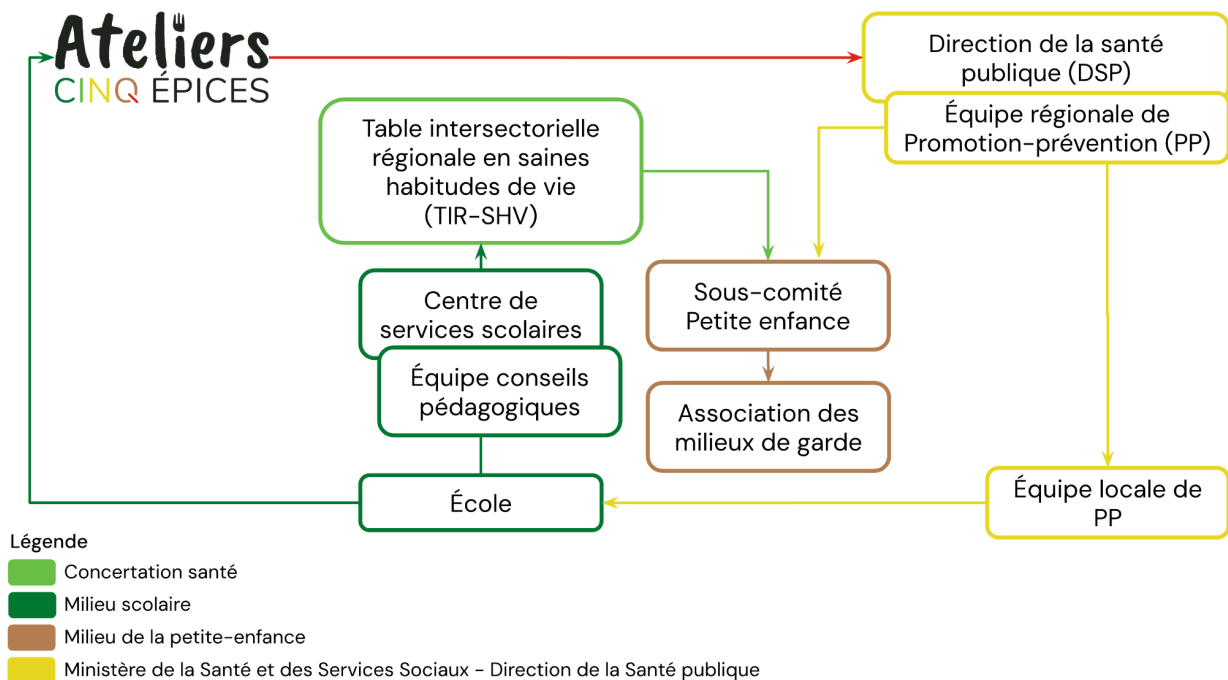 Ateliers
CINQ ÉPICES
Direction de la santé
publique (DSP)
Équipe régionale de
Promotion-prévention (PP)
Table intersectorielle
régionale en saines
habitudes de vie
(TIR-SHV)
Centre de
services scolaires
Équipe conseils
pédagogiques
Sous-comité
Petite enfance
Association des
milieux de garde
École
Équipe locale de
PP
Légende
Concertation santé
Milieu scolaire
Milieu de la petite-enfance
Ministère de la Santé et des Services Sociaux - Direction de la Santé publique